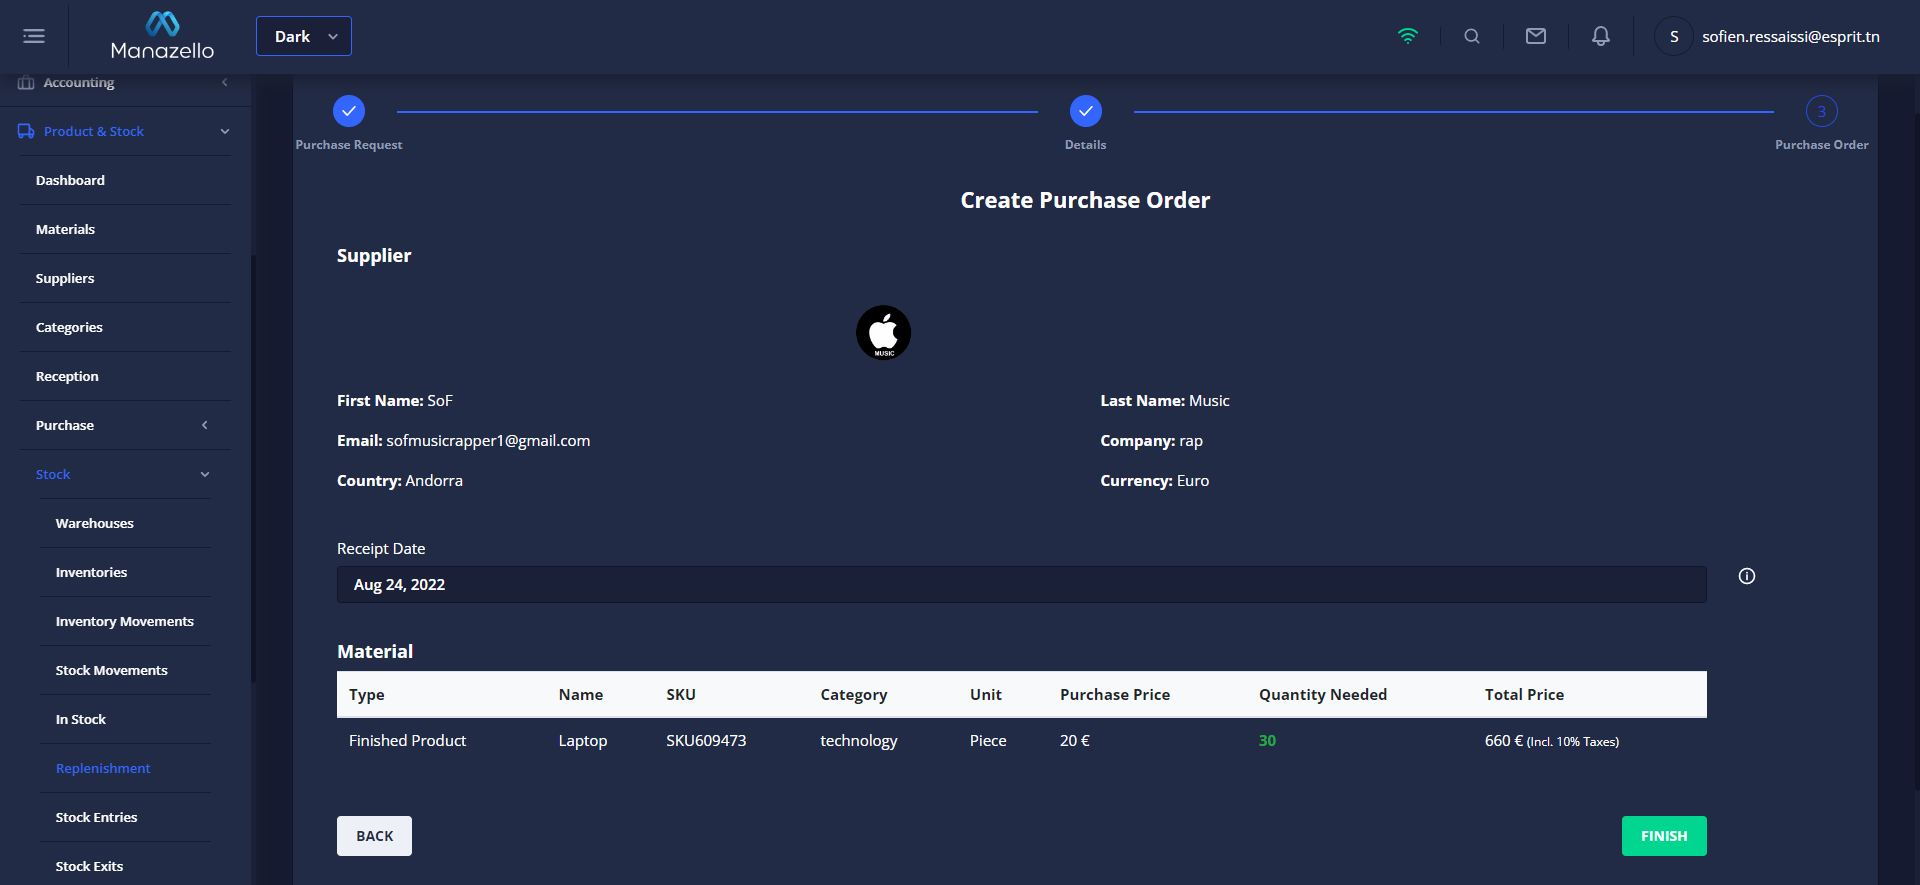 Manazello
Dark
S
sofien.ressaissi@esprit.tn
Accounting
Product & Stock
Dashboard
Materials
Suppliers
Categories
Reception
Purchase
Stock
Warehouses
Inventories
Inventory Movements
Stock Movements
In Stock
Replenishment
Stock Entries
Stock Exits
3
Purchase Request Details Purchase Order
Create Purchase Order
Supplier
MUSIC
First Name: SoF Last Name: Music
Email: sofmusicrapper1@gmail.com Company: rap
Country: Andorra Currency: Euro
Receipt Date
Aug 24, 2022
Material
Type Name SKU Category Unit Purchase Price Quantity Needed Total Price
Finished Product Laptop SKU609473 technology Piece 20 € 30 660 € (Incl. 10% Taxes)
BACK FINISH